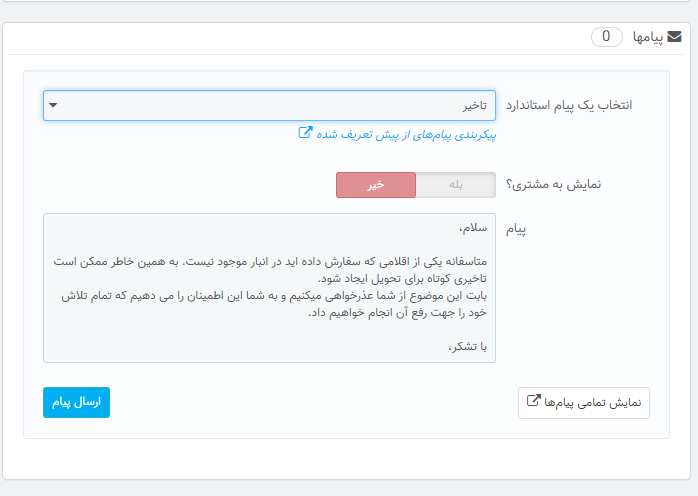 پیامها 0
انتخاب یک پیام استاندارد
تاخیر
پیکربندی پیام‌های از پیش تعریف شده
نمایش به مشتری؟
بله
خیر
پیام
سلام،
متاسفانه یکی از اقلامی که سفارش داده اید در انبار موجود نیست. به همین خاطر ممکن است
تاخیری کوتاه برای تحویل ایجاد شود.
بابت این موضوع از شما عذرخواهی میکنیم و به شما این اطمینان را می دهیم که تمام تلاش
خود را جهت رفع آن انجام خواهیم داد.
با تشکر،
نمایش تمامی پیام‌ها
ارسال پیام